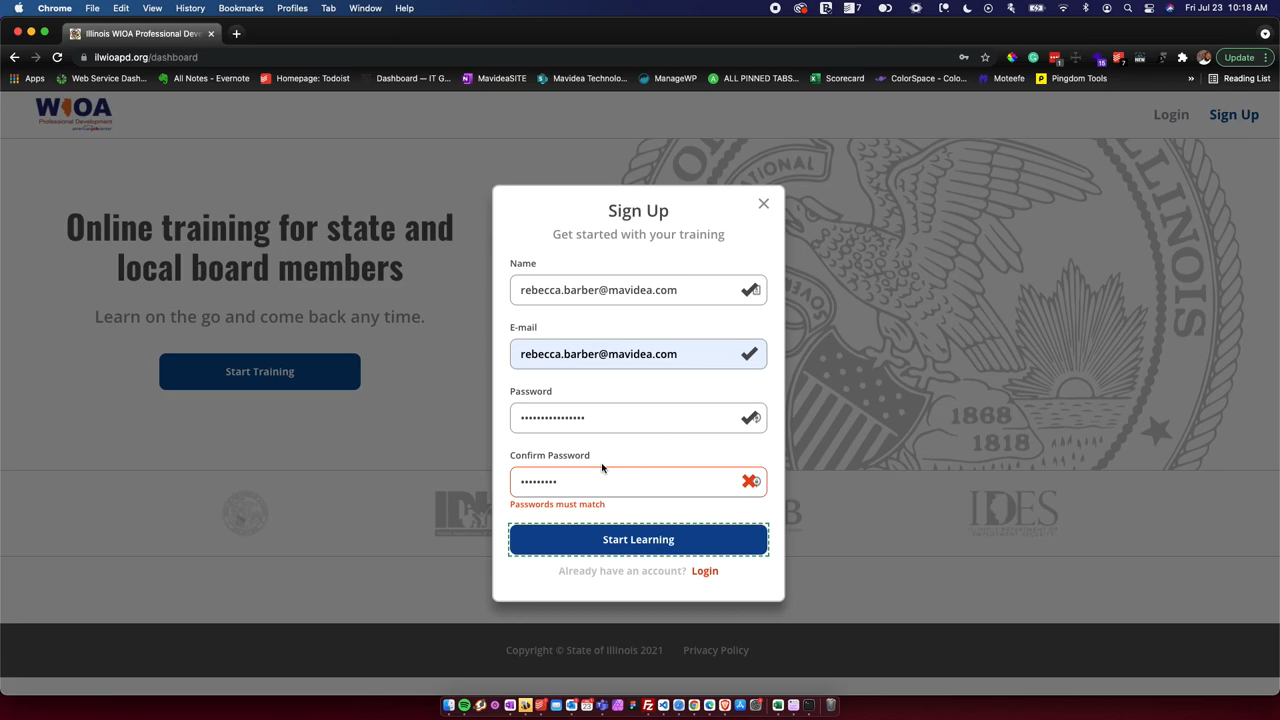 Chrome File Edit View History Bookmarks Profiles Tab Window Help
7
Fri Jul 23 10:18 AM
Illinois WIOA Professional Deve
ilwioapd.org/dashboard
Update
Apps Web Service Dash... All Notes - Evernote Homepage: Todoist Dashboard — IT G... MavideaSITE Mavidea Technolo... ManageWP ALL PINNED TABS... Scorecard ColorSpace - Colo... Moteefe Pingdom Tools » Reading List
WIOA
Professional Development
Login Sign Up
Online training for state and
local board members
Learn on the go and come back any time.
Start Training
NATIONAL
ILLINOIS
1868
1818
Sign Up
Get started with your training
Name
rebecca.barber@mavidea.com
E-mail
rebecca.barber@mavidea.com
Password
••••••••••••••••
Confirm Password
•••••••••
Passwords must match
Start Learning
Already have an account? Login
IDES
Copyright © State of Illinois 2021 Privacy Policy